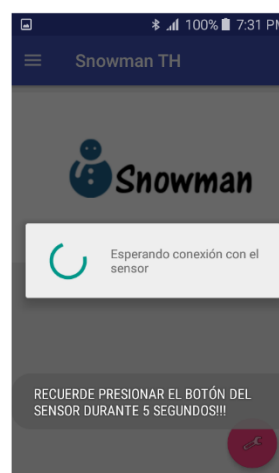 100% 7:31 PM
Snowman TH
Snowman
Esperando conexión con el
sensor
RECUERDE PRESIONAR EL BOTÓN DEL
SENSOR DURANTE 5 SEGUNDOS!!!